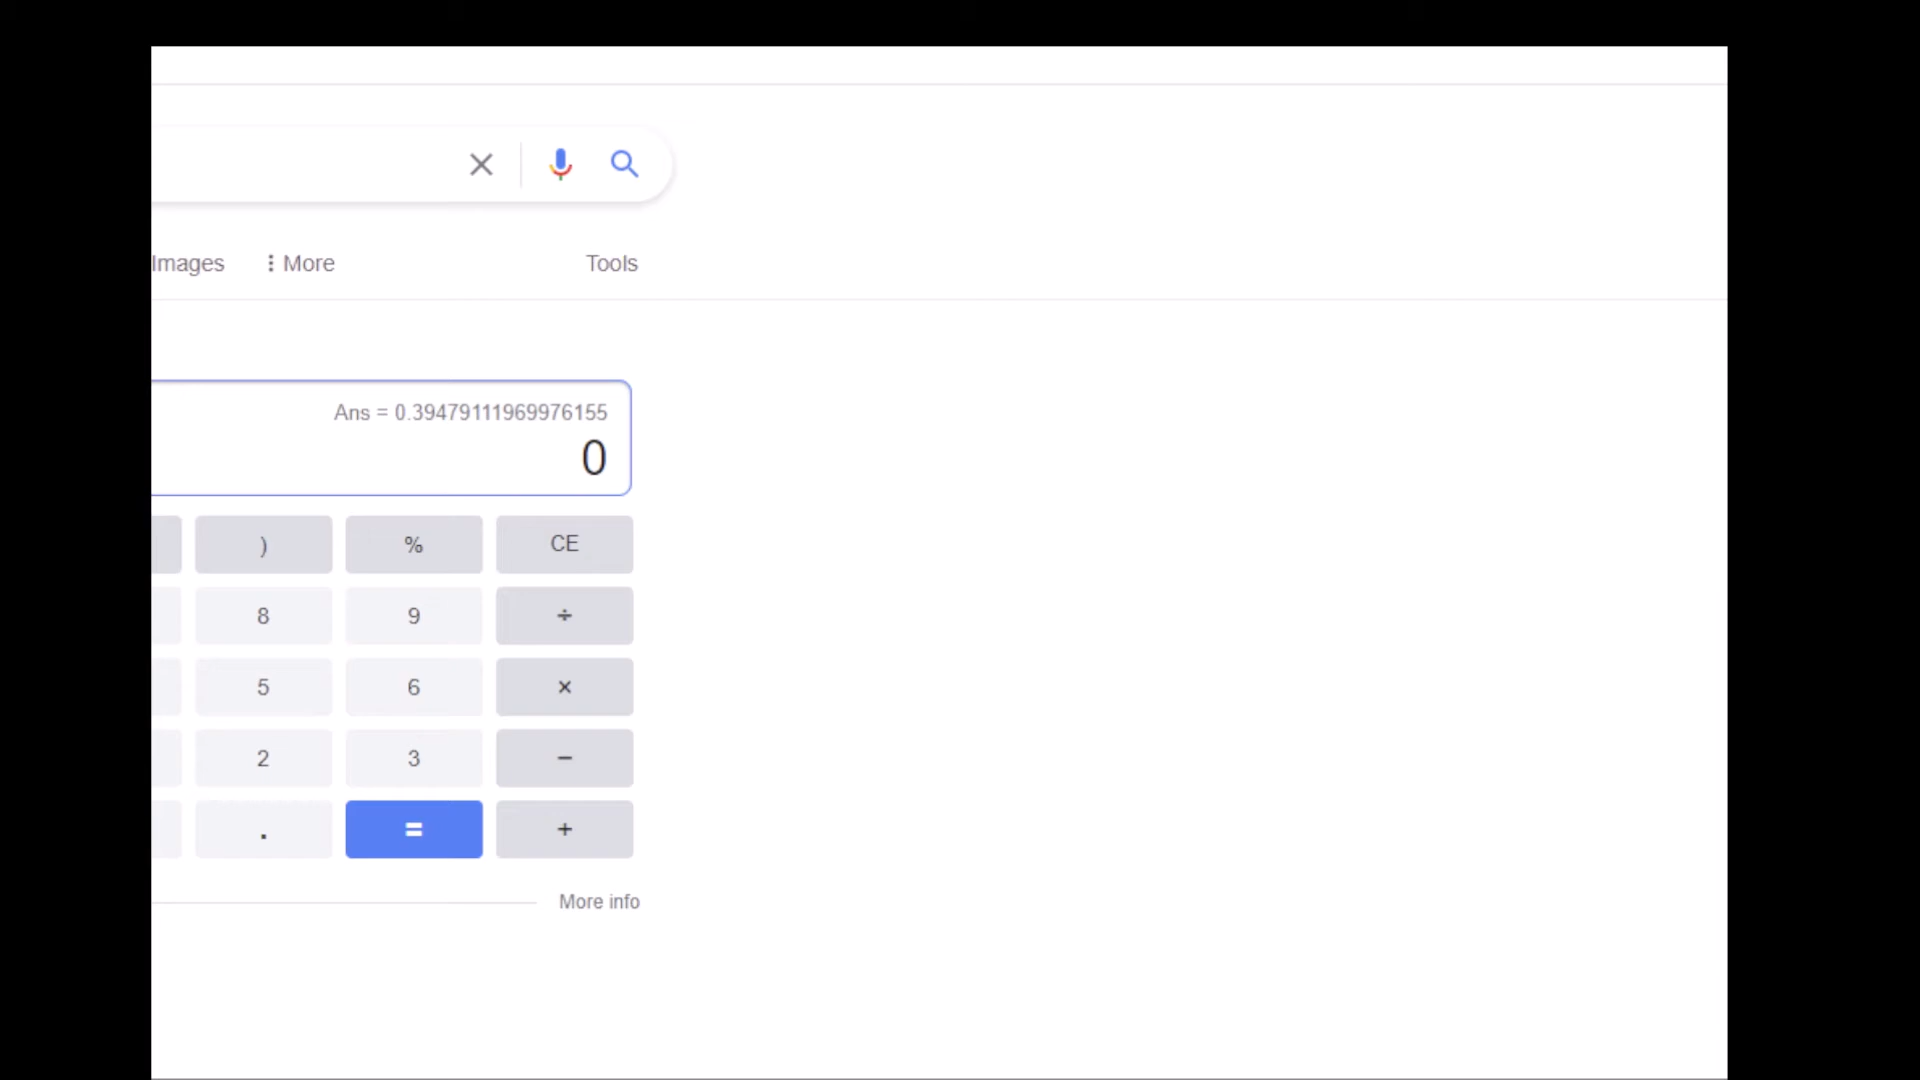 Images
More
Tools
Ans = 0.39479111969976155
0
) % CE
8 9 ÷
5 6 ×
2 3 −
. = +
More info